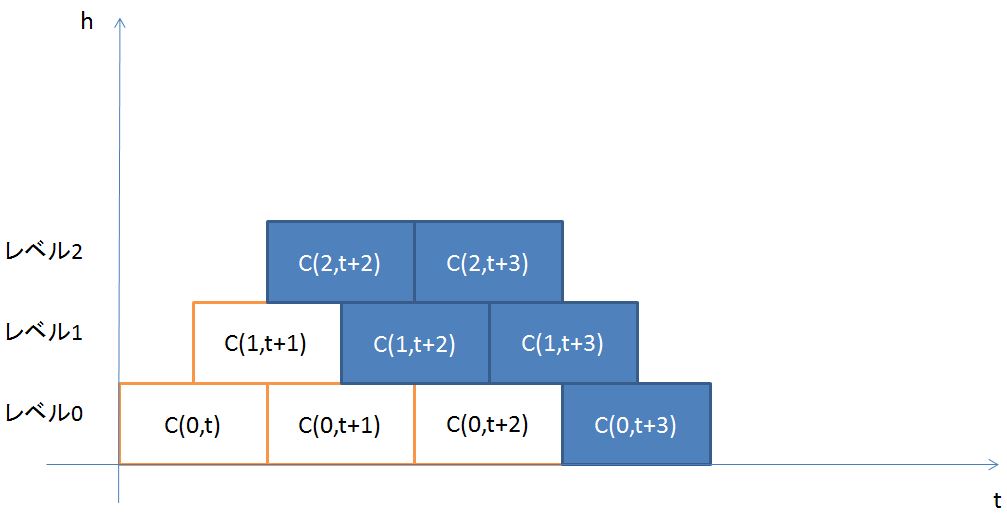 h
レベル2
C(2,t+2)
C(2,t+3)
レベル1
C(1,t+1)
C(1,t+2)
C(1,t+3)
レベル0
C(0,t)
C(0,t+1)
C(0,t+2)
C(0,t+3)
t